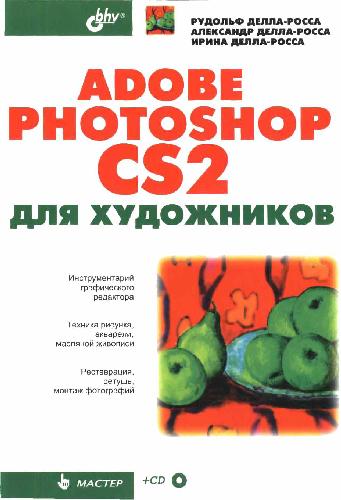 bhv®
РУДОЛЬФ ДЕЛЛА-РОССА
АЛЕКСАНДР ДЕЛЛА-РОССА
ИРИНА ДЕЛЛА-РОССА
ADOBE
PHOTOSHOP
CS2
ДЛЯ ХУДОЖНИКОВ
Инструментарий
графического
редактора
Техника рисунка,
акварели,
масляной живописи
Реставрация,
ретушь,
монтаж фотографий
МАСТЕР +CD